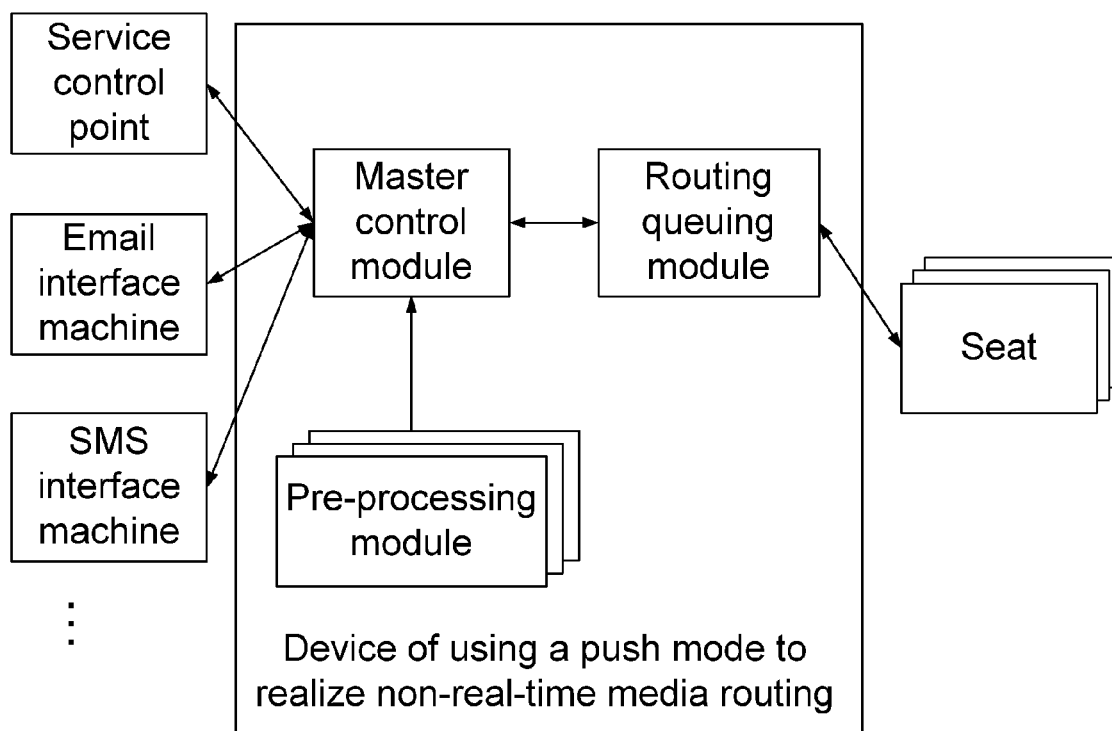 Service
control
point
Master
control
module
Routing
queuing
module
Email
interface
machine
Seat
SMS
interface
machine
Pre-processing
module
Device of using a push mode to
realize non-real-time media routing